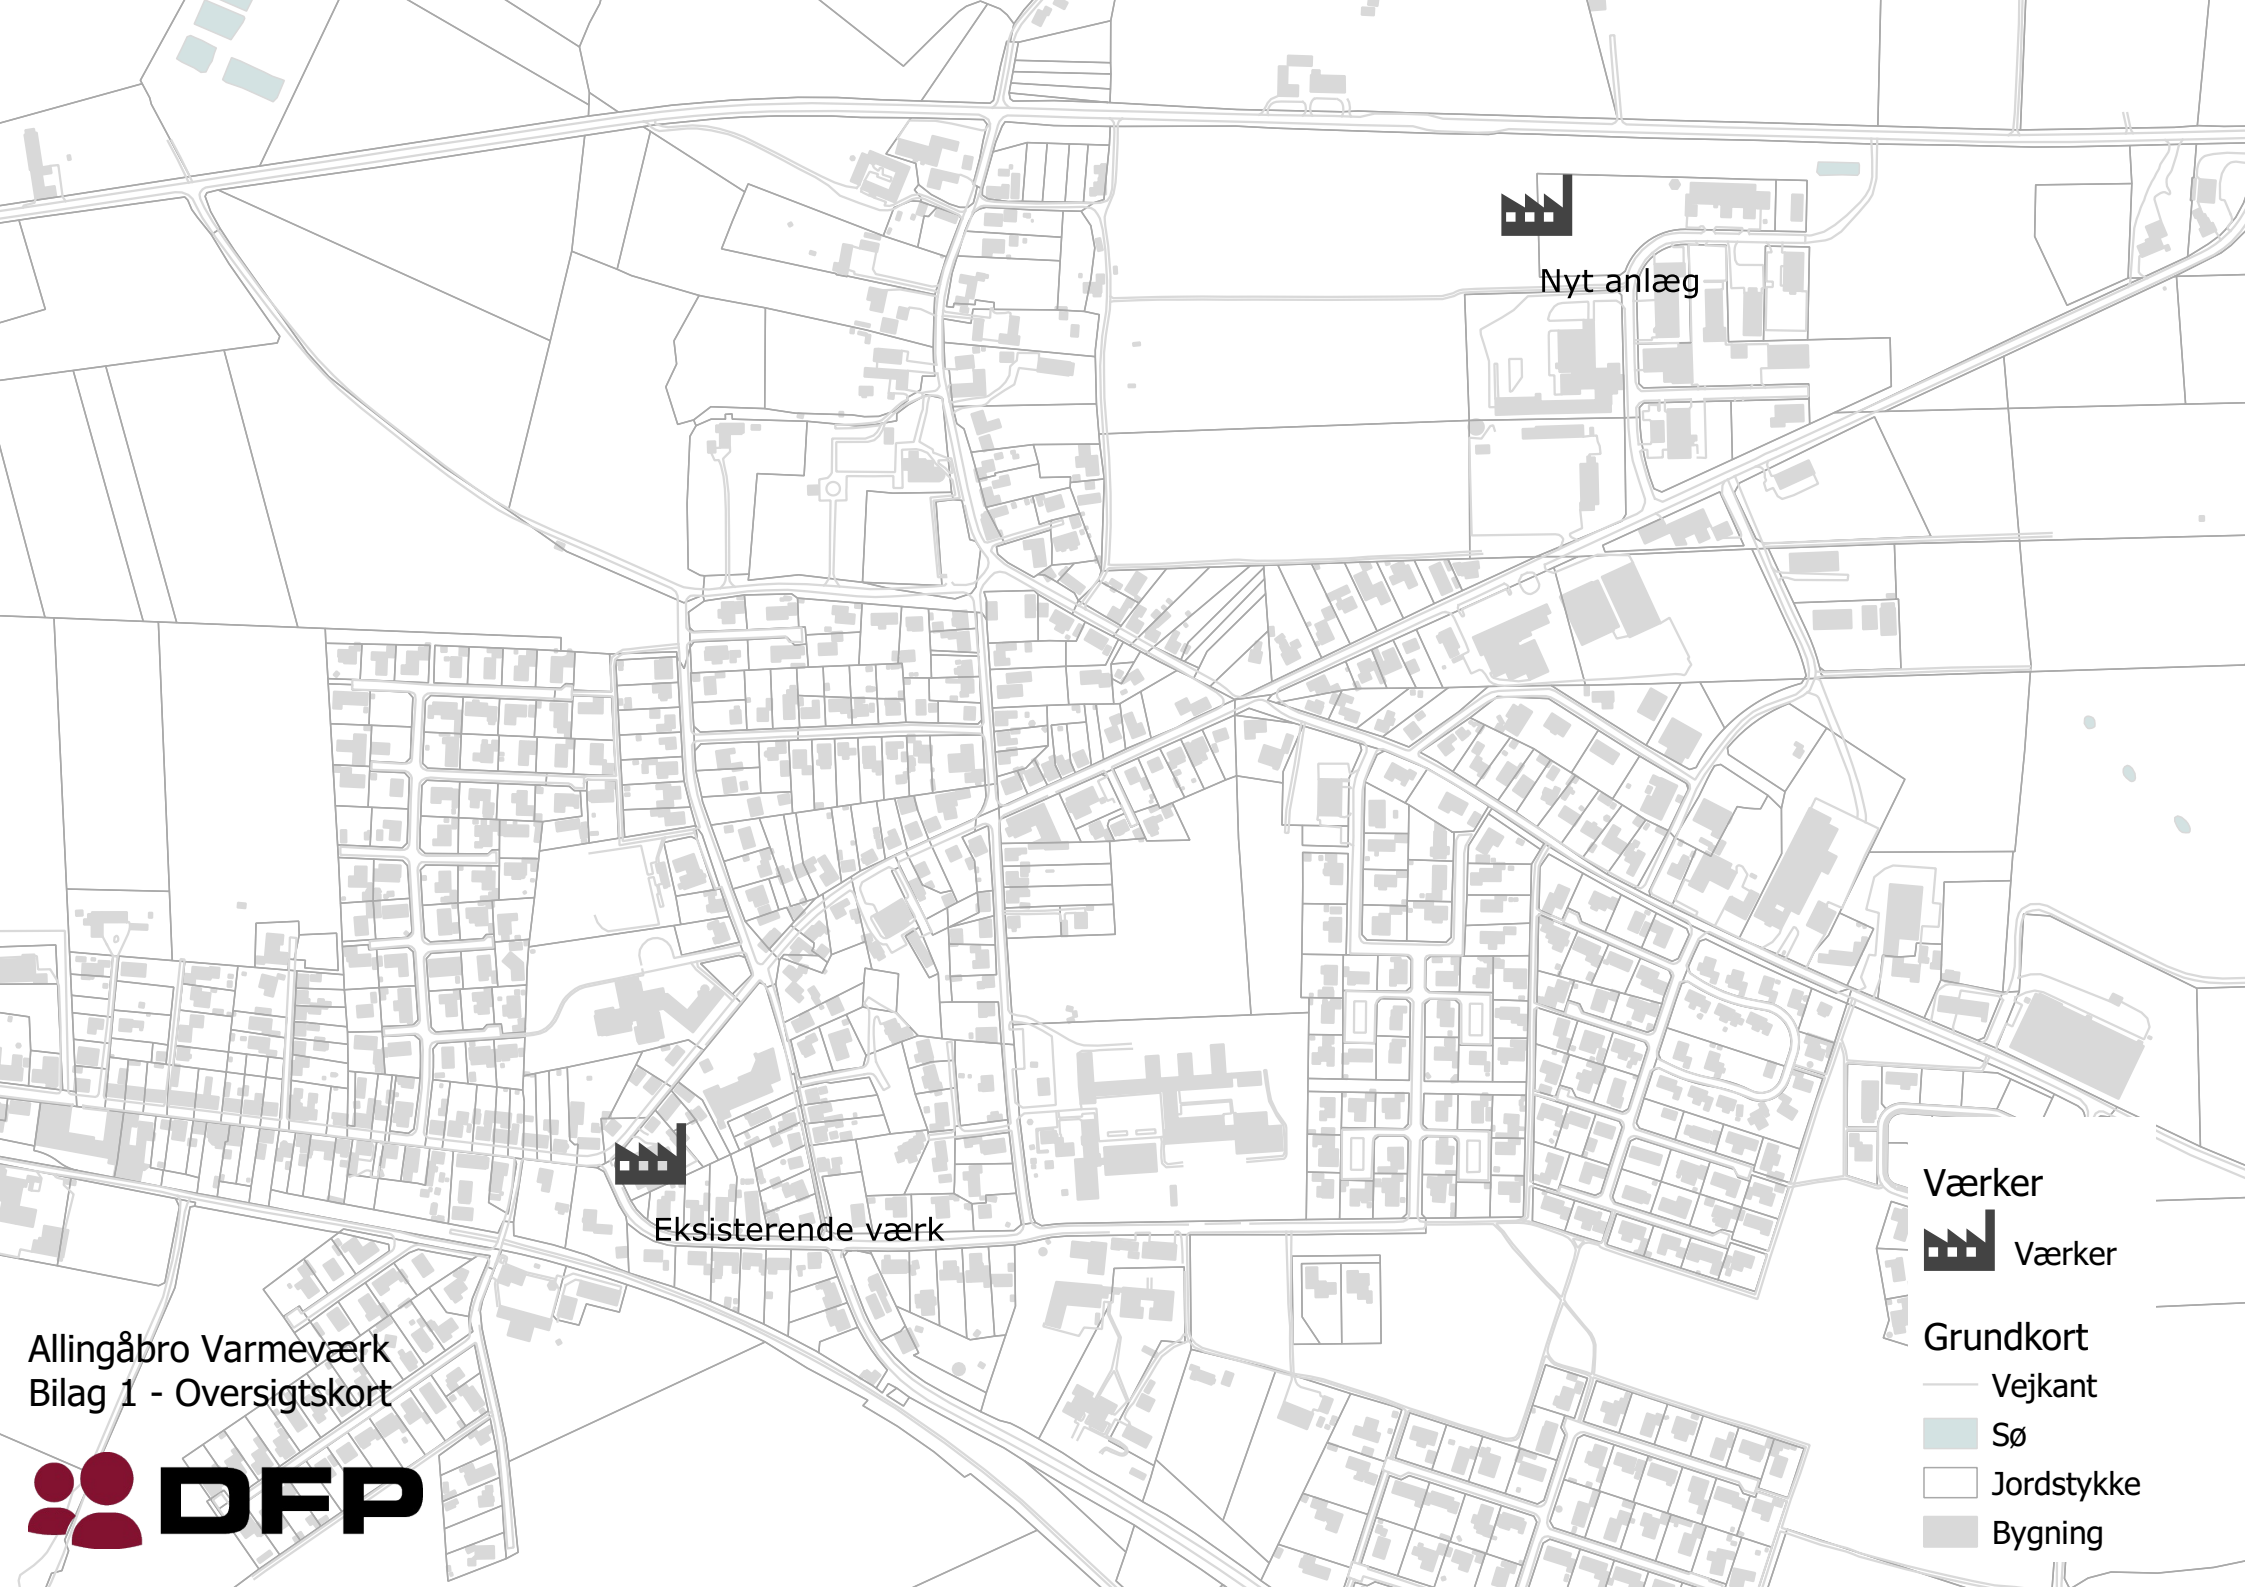 Nyt anlæg
Eksisterende værk
Allingåbro Varmeværk
Bilag 1 - Oversigtskort
DFP
Værker
Værker
Grundkort
Vejkant
Sø
Jordstykke
Bygning